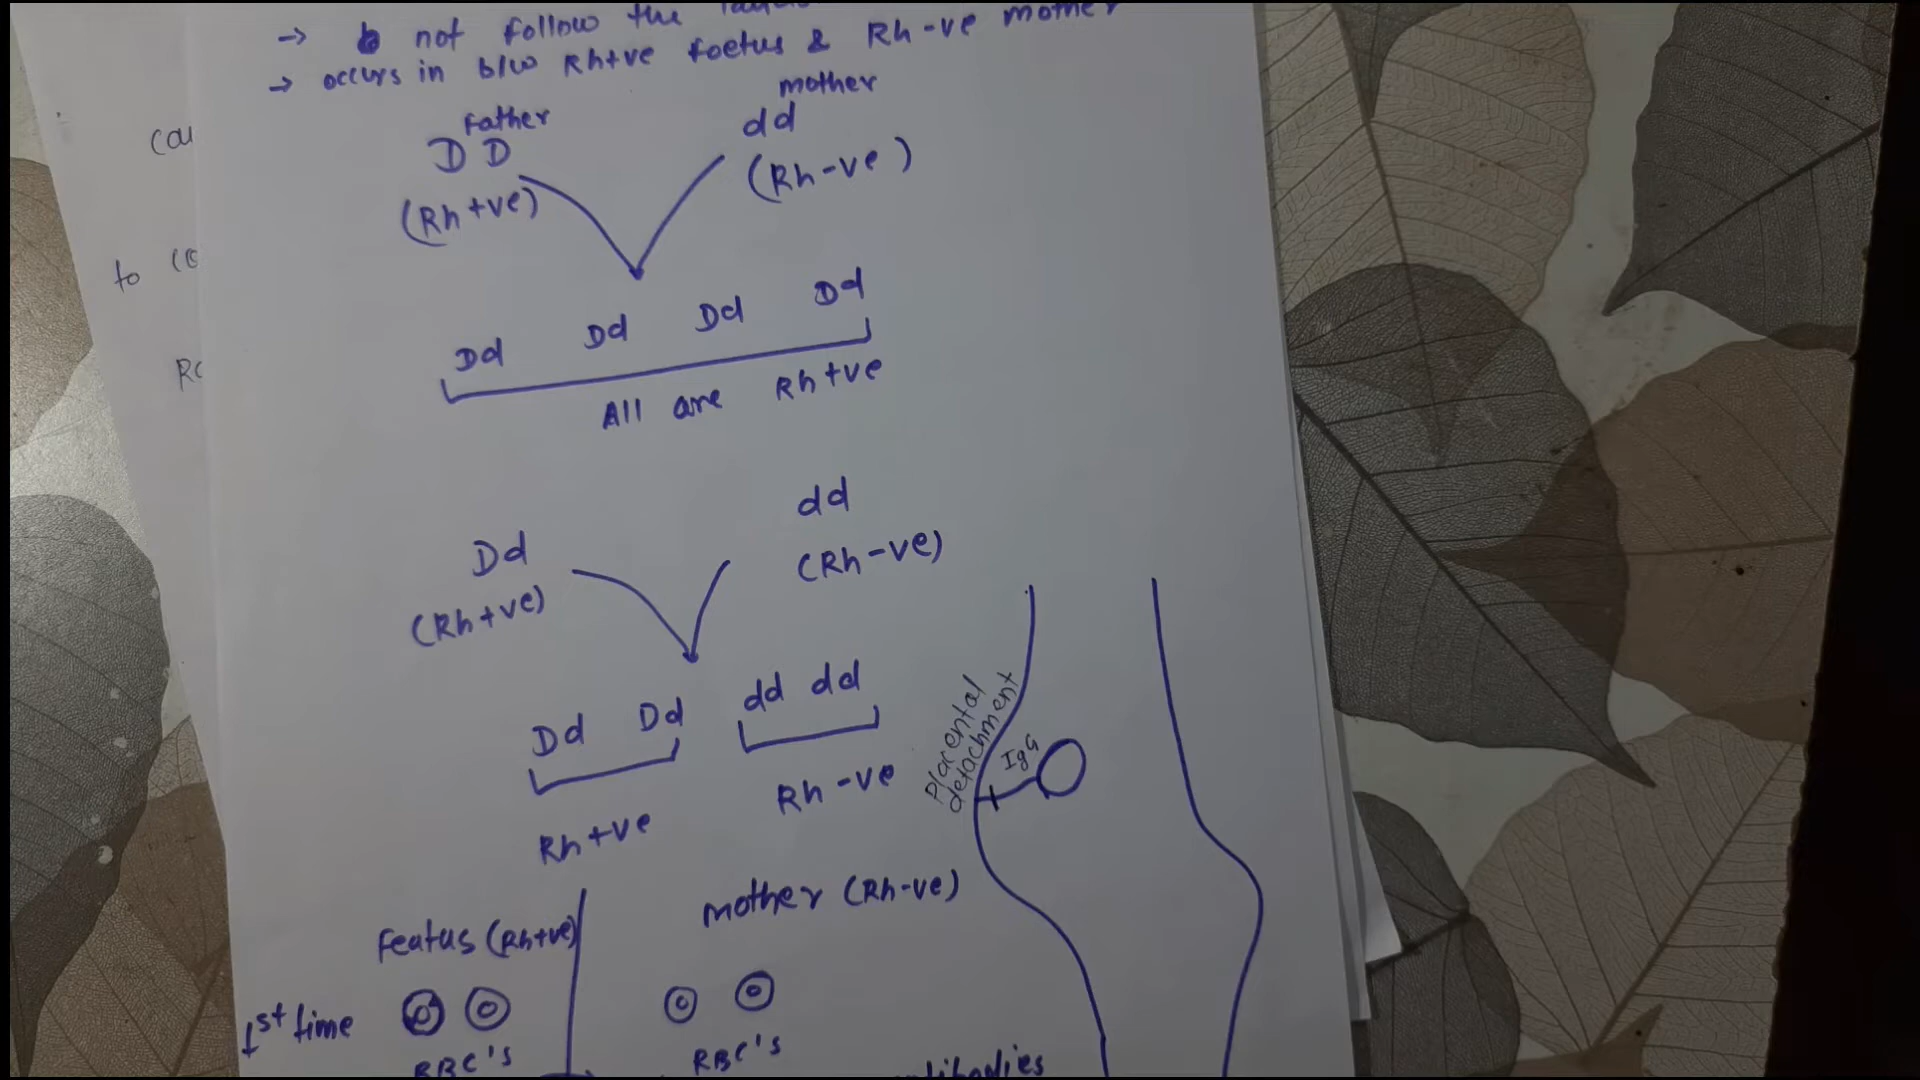 → not follow the
→ occurs in b/w Rh+ve foetus & Rh-ve mother
Father mother
DD dd
(Rh+ve) (Rh-ve)
Dd Dd Dd Dd
All are Rh+ve
Dd dd
(Rh+ve) (Rh-ve)
Dd Dd dd dd
Rh+ve Rh-ve
Placental
detachment
IgG
Featus (Rh+ve) mother (Rh-ve)
1st time
RBC's RBC's
to